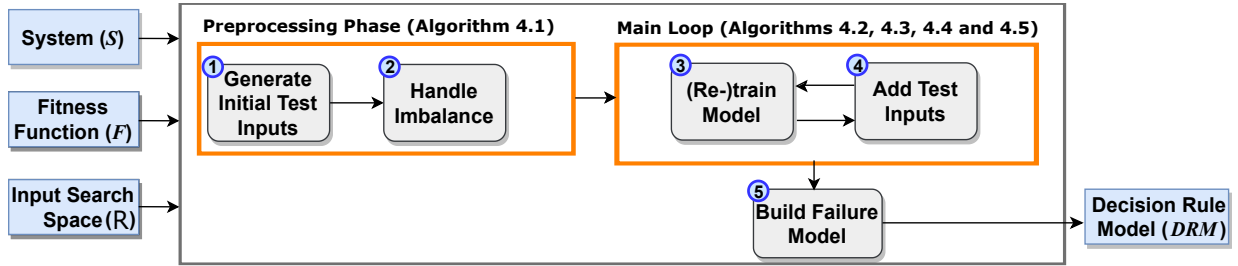 System (S)
Fitness
Function (F)
Input Search
Space (R)
Preprocessing Phase (Algorithm 4.1)
1
Generate
Initial Test
Inputs
2
Handle
Imbalance
Main Loop (Algorithms 4.2, 4.3, 4.4 and 4.5)
3
(Re-)train
Model
4
Add Test
Inputs
5
Build Failure
Model
Decision Rule
Model (DRM)